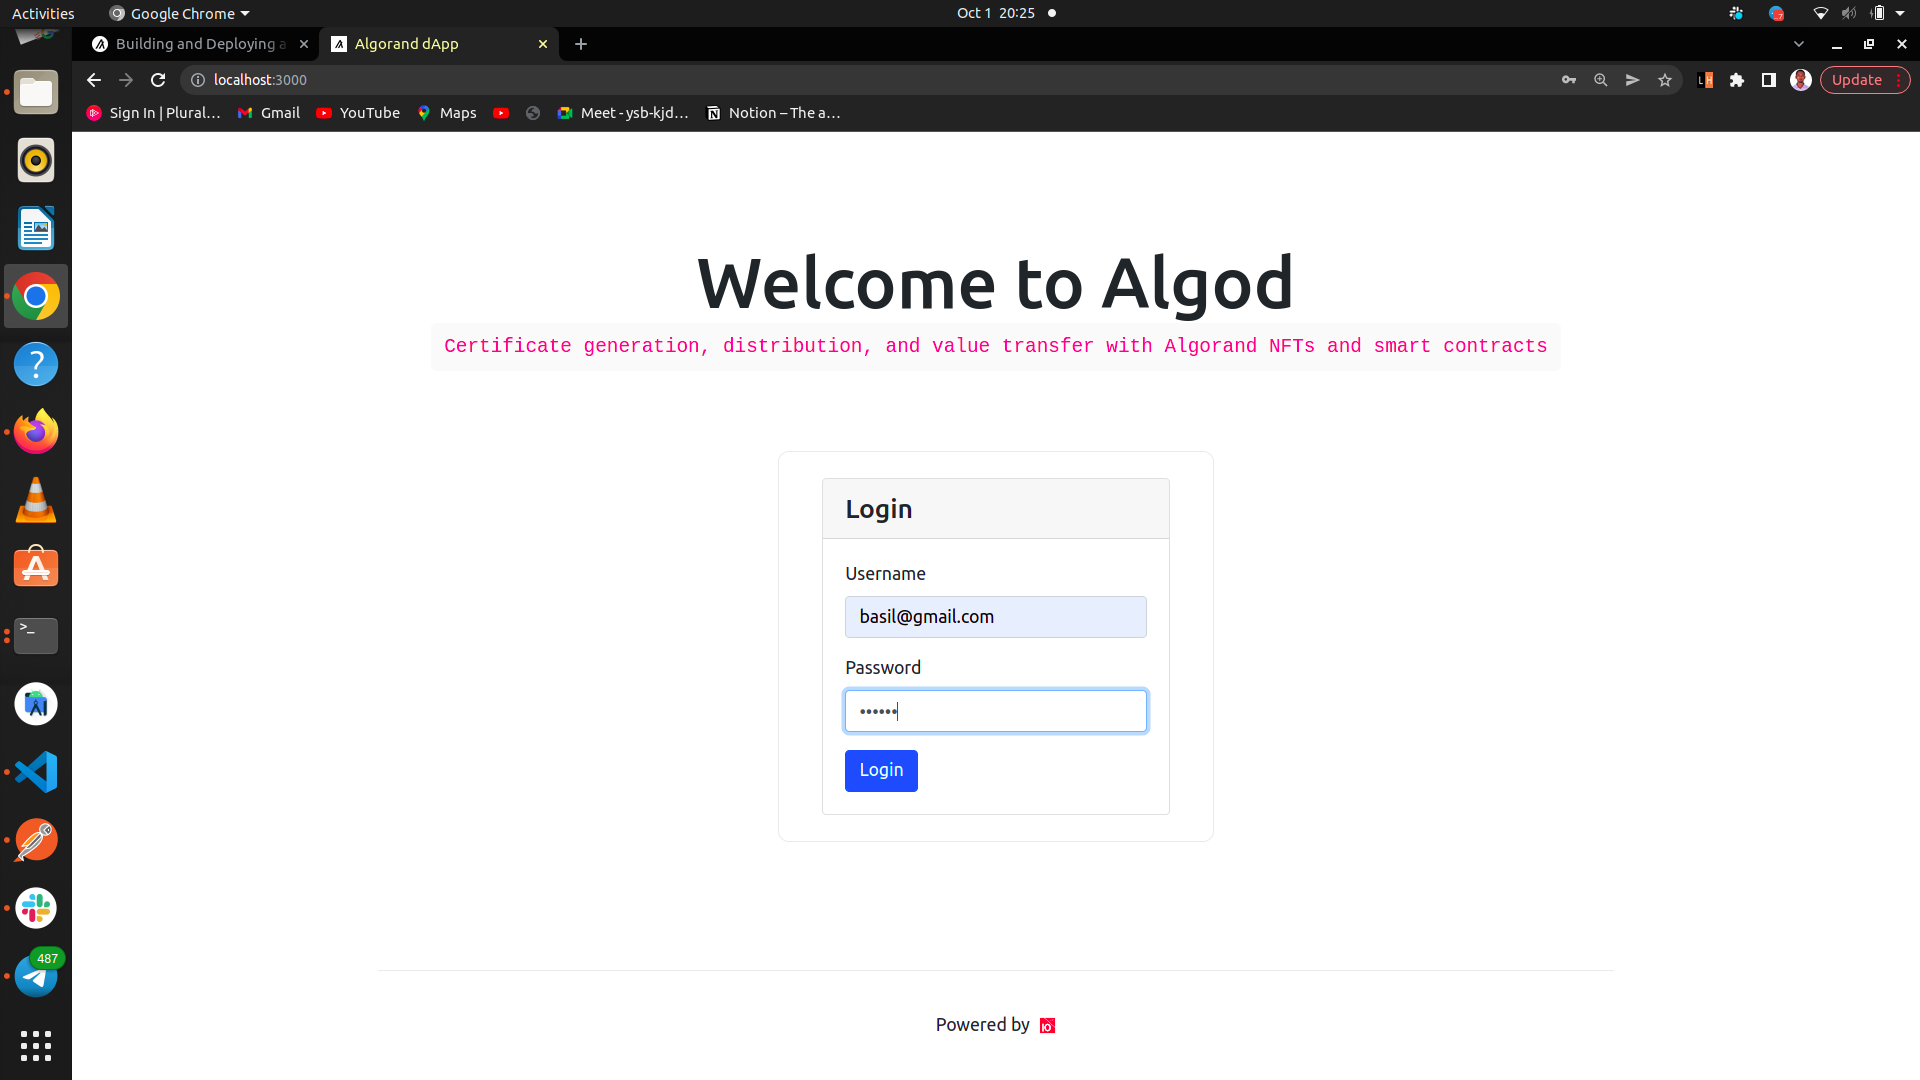 Activities
Google Chrome
Oct 1 20:25
Building and Deploying a
Algorand dApp
localhost:3000
Update
Sign In | Plural…
Gmail
YouTube
Maps
Meet - ysb-kjd…
Notion – The a…
Welcome to Algod
Certificate generation, distribution, and value transfer with Algorand NFTs and smart contracts
Login
Username
basil@gmail.com
Password
••••••
Login
487
Powered by